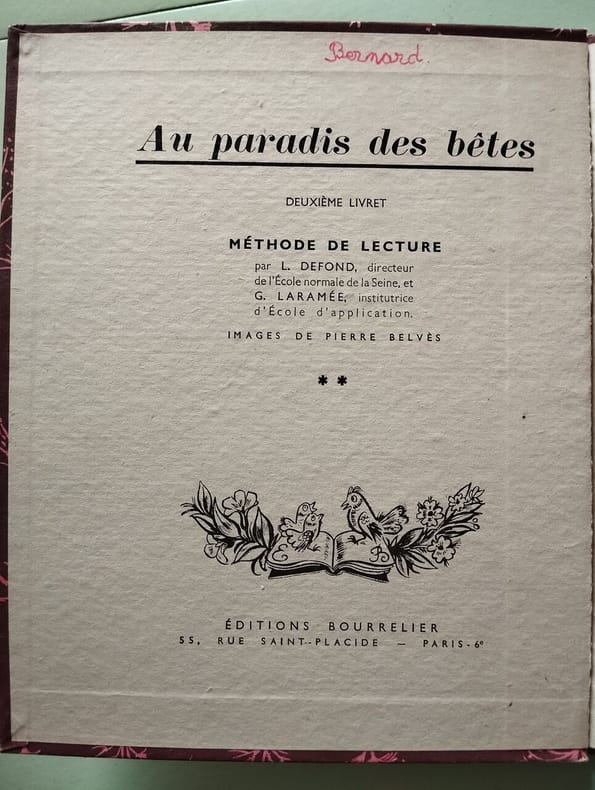 Bernard.
Au paradis des bêtes
DEUXIÈME LIVRET
MÉTHODE DE LECTURE
par L. DEFOND, directeur
de l'École normale de la Seine, et
G. LARAMÉE, institutrice
d'École d'application.
IMAGES DE PIERRE BELVÈS
* *
ÉDITIONS BOURRELIER
55, RUE SAINT-PLACIDE — PARIS-6e